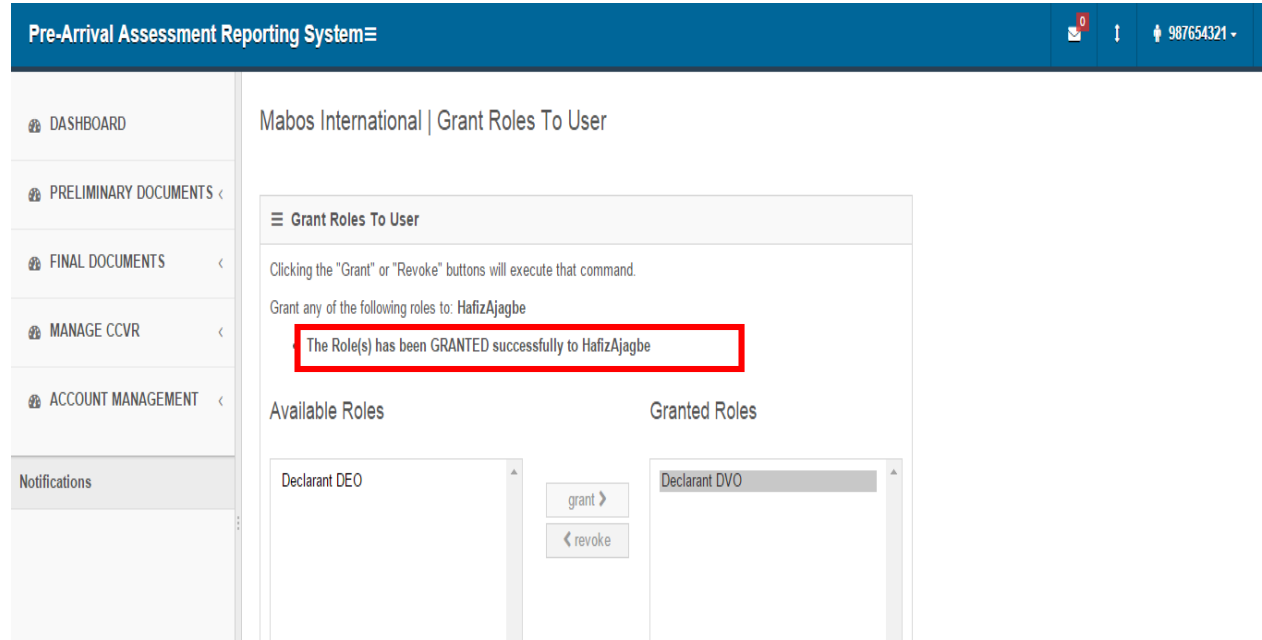 Pre-Arrival Assessment Reporting System
0
987654321
DASHBOARD
PRELIMINARY DOCUMENTS
FINAL DOCUMENTS
MANAGE CCVR
ACCOUNT MANAGEMENT
Notifications
Mabos International | Grant Roles To User
Grant Roles To User
Clicking the "Grant" or "Revoke" buttons will execute that command.
Grant any of the following roles to: HafizAjagbe
The Role(s) has been GRANTED successfully to HafizAjagbe
Available Roles
Granted Roles
Declarant DEO
grant
revoke
Declarant DVO